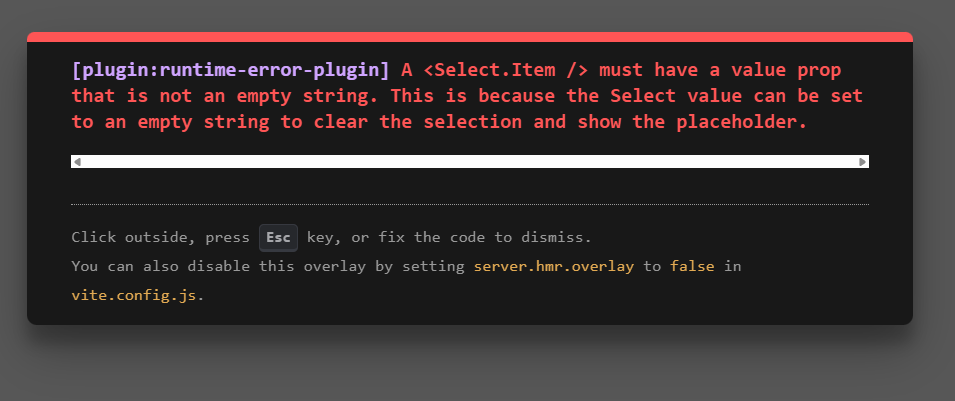 [plugin:runtime-error-plugin] A <Select.Item /> must have a value prop
that is not an empty string. This is because the Select value can be set
to an empty string to clear the selection and show the placeholder.
Click outside, press Esc key, or fix the code to dismiss.
You can also disable this overlay by setting server.hmr.overlay to false in
vite.config.js.